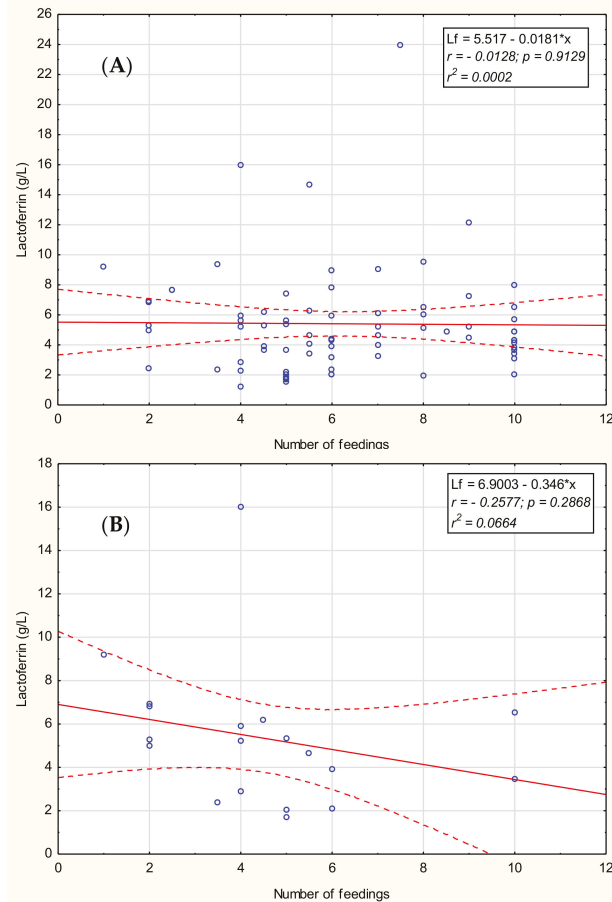 26
24
22
20
18
16
14
12
10
8
6
4
2
0
Lactoferrin (g/L)
(A)
Lf = 5.517 - 0.0181*x
r = - 0.0128; p = 0.9129
r² = 0.0002
0 2 4 6 8 10 12
Number of feedings
18
16
14
12
10
8
6
4
2
0
Lactoferrin (g/L)
(B)
Lf = 6.9003 - 0.346*x
r = - 0.2577; p = 0.2868
r² = 0.0664
0 2 4 6 8 10 12
Number of feedings